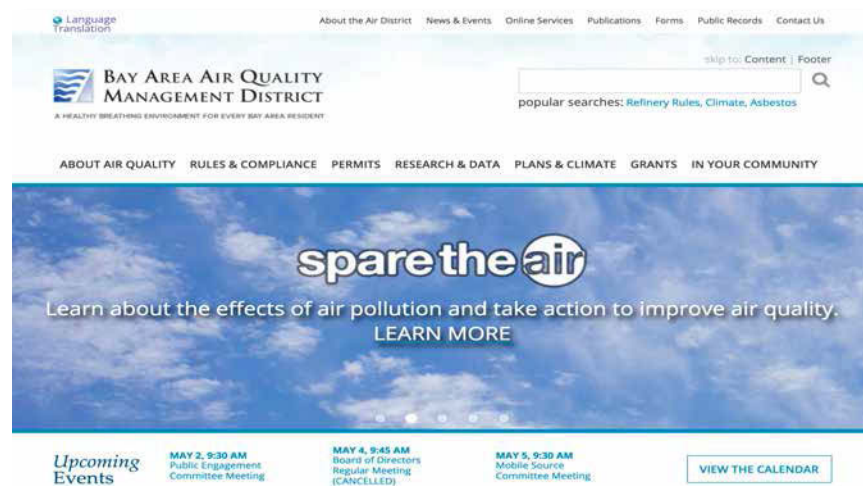 Language
Translation
About the Air District News & Events Online Services Publications Forms Public Records Contact Us
skip to: Content | Footer
BAY AREA AIR QUALITY
MANAGEMENT DISTRICT
A HEALTHY BREATHING ENVIRONMENT FOR EVERY BAY AREA RESIDENT
popular searches: Refinery Rules, Climate, Asbestos
ABOUT AIR QUALITY RULES & COMPLIANCE PERMITS RESEARCH & DATA PLANS & CLIMATE GRANTS IN YOUR COMMUNITY
spare the air
Learn about the effects of air pollution and take action to improve air quality.
LEARN MORE
Upcoming
Events
MAY 2, 9:30 AM
Public Engagement
Committee Meeting
MAY 4, 9:45 AM
Board of Directors
Regular Meeting
(CANCELLED)
MAY 5, 9:30 AM
Mobile Source
Committee Meeting
VIEW THE CALENDAR